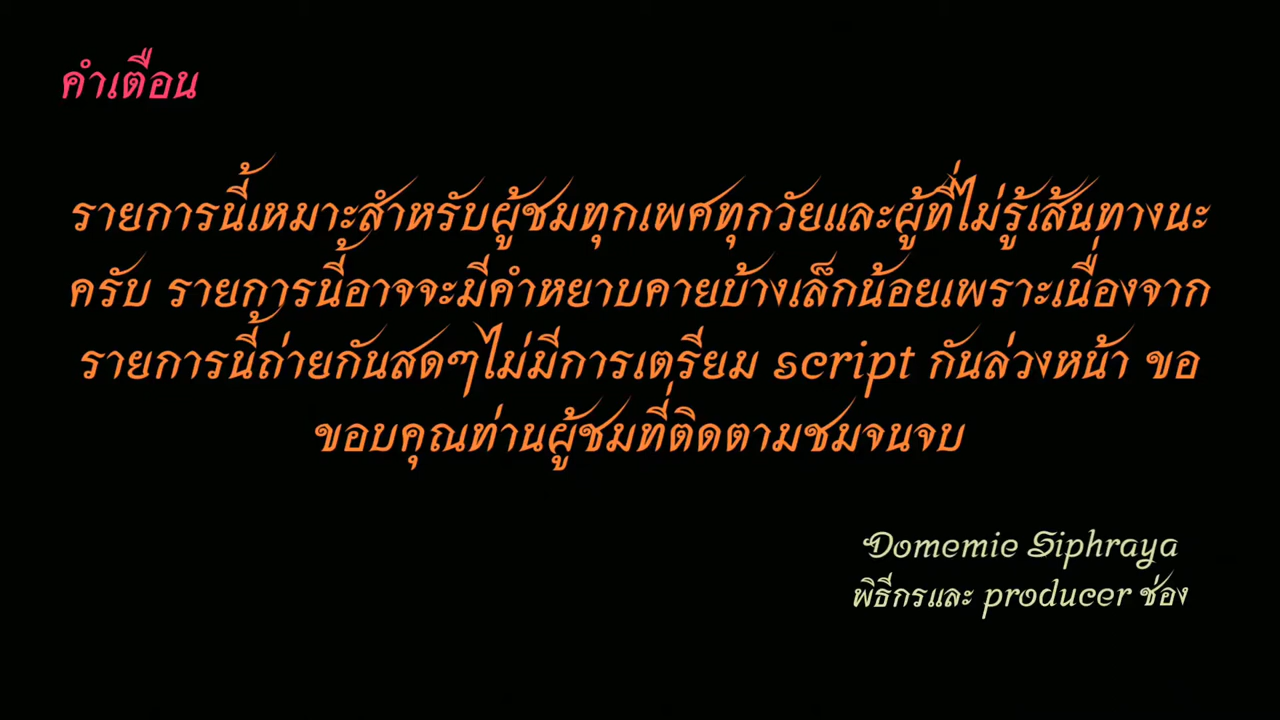 คำเตือน
รายการนี้เหมาะสำหรับผู้ชมทุกเพศทุกวัยและผู้ที่ไม่รู้เส้นทางนะ
ครับ รายการนี้อาจจะมีคำหยาบคายบ้างเล็กน้อยเพราะเนื่องจาก
รายการนี้ถ่ายกันสดๆไม่มีการเตรียม script กันล่วงหน้า ขอ
ขอบคุณท่านผู้ชมที่ติดตามชมจนจบ
Domemie Siphraya
พิธีกรและ producer ช่อง